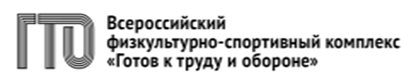 ГТО
Всероссийский
физкультурно-спортивный комплекс
«Готов к труду и обороне»